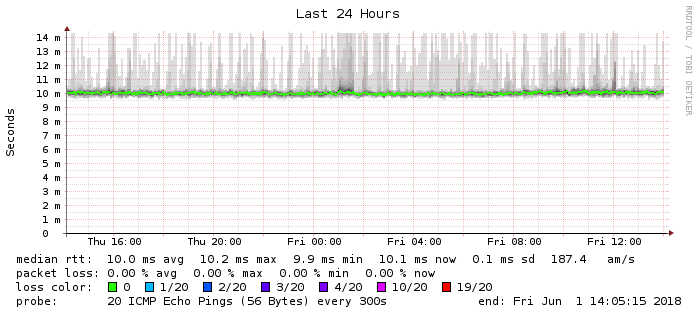 Last 24 Hours
RRDTOOL / TOBI OETIKER
Seconds
14 m
13 m
12 m
11 m
10 m
9 m
8 m
7 m
6 m
5 m
4 m
3 m
2 m
1 m
0
Thu 16:00 Thu 20:00 Fri 00:00 Fri 04:00 Fri 08:00 Fri 12:00
median rtt: 10.0 ms avg 10.2 ms max 9.9 ms min 10.1 ms now 0.1 ms sd 187.4 am/s
packet loss: 0.00 % avg 0.00 % max 0.00 % min 0.00 % now
loss color: 0 1/20 2/20 3/20 4/20 10/20 19/20
probe: 20 ICMP Echo Pings (56 Bytes) every 300s end: Fri Jun 1 14:05:15 2018